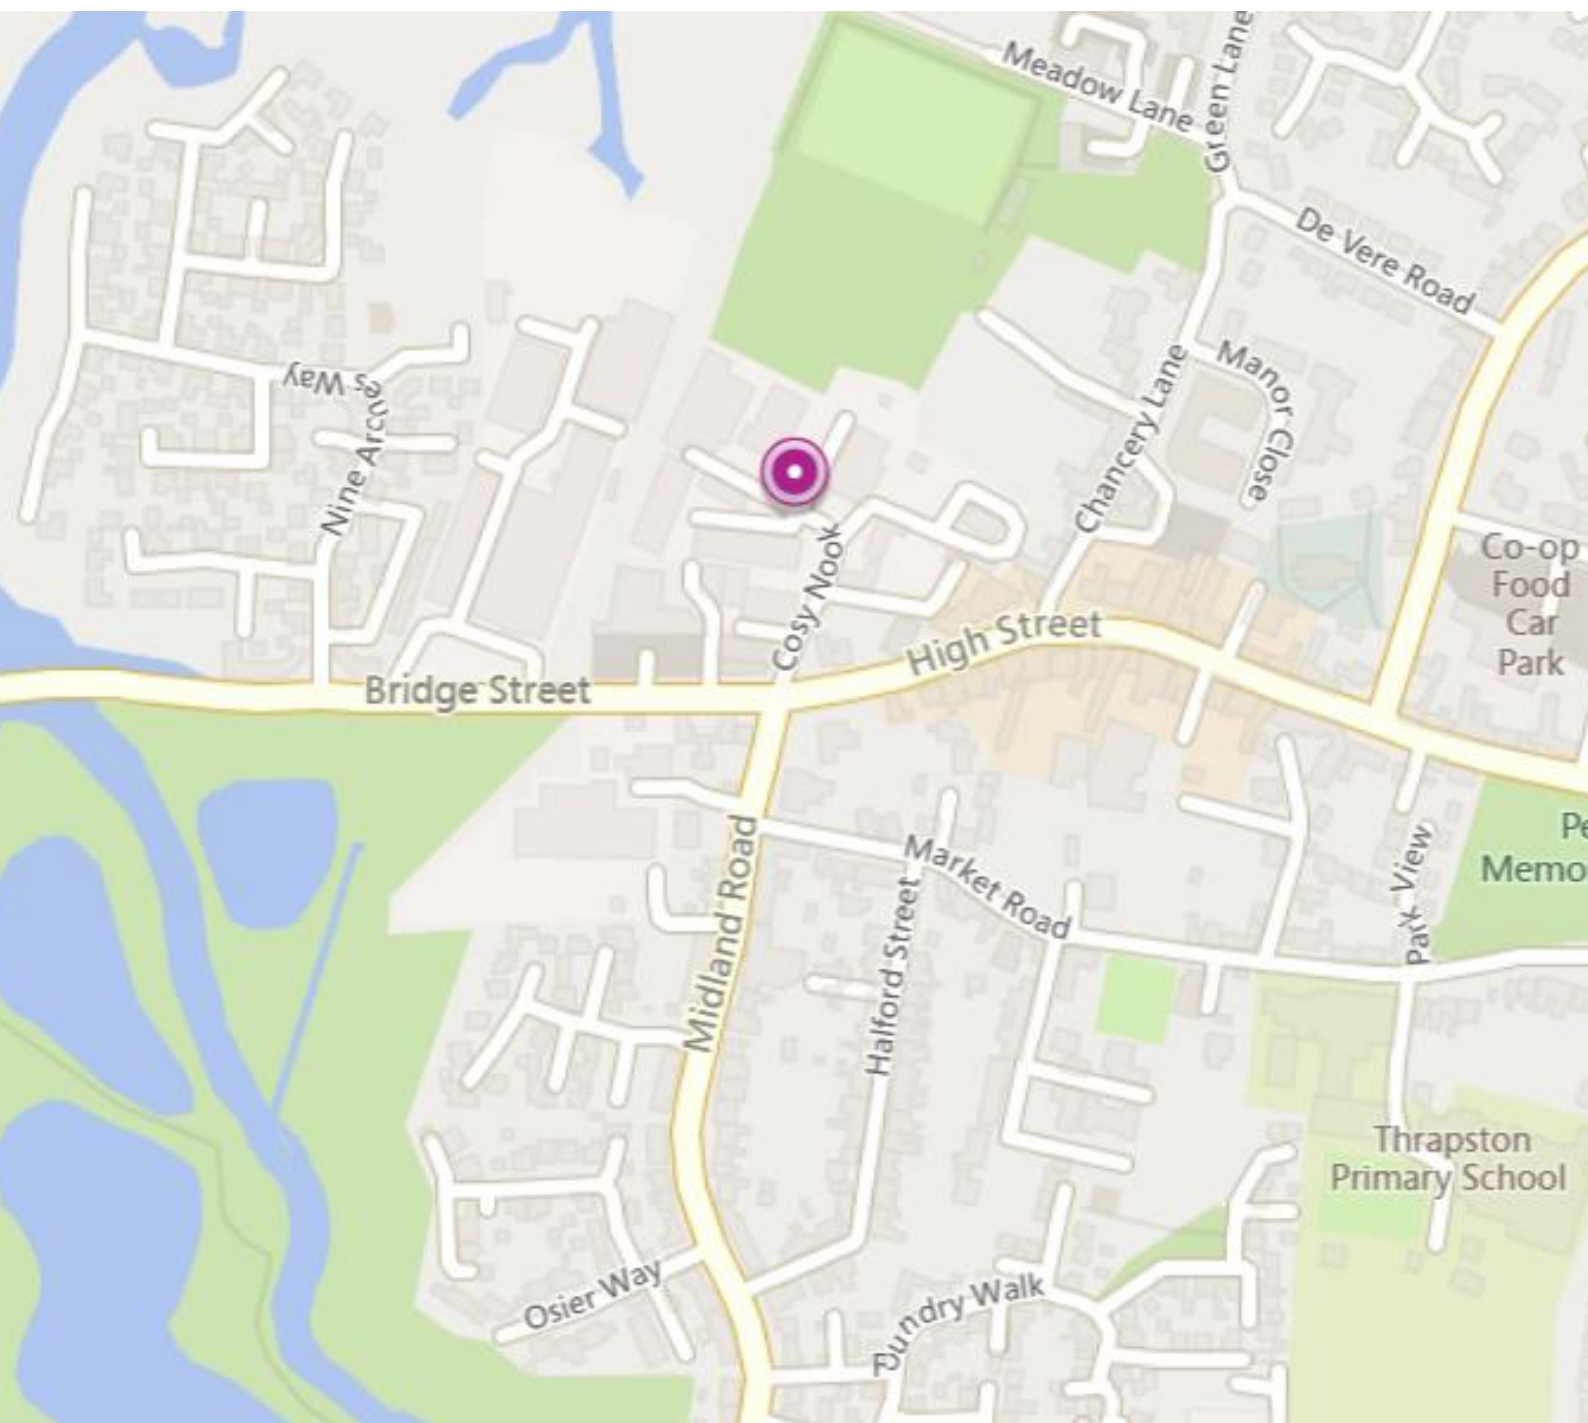 Meadow Lane
Green Lane
De Vere Road
Manor Close
Chancery Lane
Nine Arches Way
Cosy Nook
Co-op
Food
Car
Park
High Street
Bridge Street
Midland Road
Market Road
Halford Street
Park View
Pe
Memo
Thrapston
Primary School
Osier Way
Foundry Walk